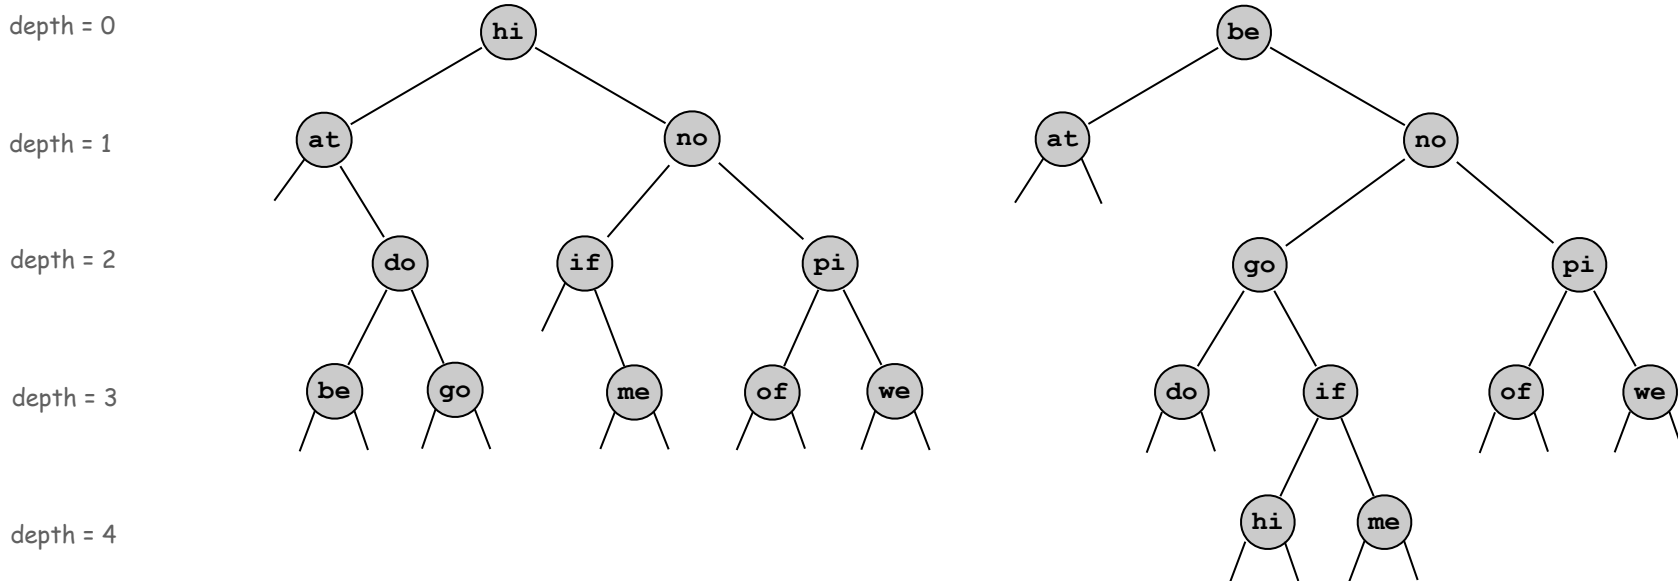 depth = 0 hi be
depth = 1 at no at no
depth = 2 do if pi go pi
depth = 3 be go me of we do if of we
depth = 4 hi me